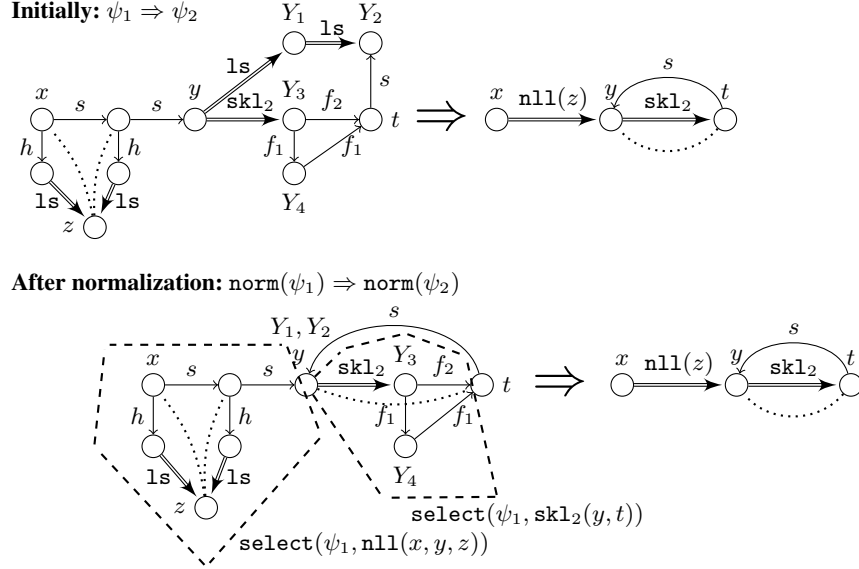 Initially: ψ₁ ⇒ ψ₂
Y₁ Y₂
ls
ls
x s s y skl₂ Y₃ f₂ s t ⇒ x nll(z) y skl₂ s t
h h f₁ f₁
ls ls Y₄
z
After normalization: norm(ψ₁) ⇒ norm(ψ₂)
Y₁, Y₂ s
x s s y skl₂ Y₃ f₂ t ⇒ x nll(z) y skl₂ s t
h h f₁ f₁
ls ls Y₄
z
select(ψ₁, skl₂(y, t))
select(ψ₁, nll(x, y, z))